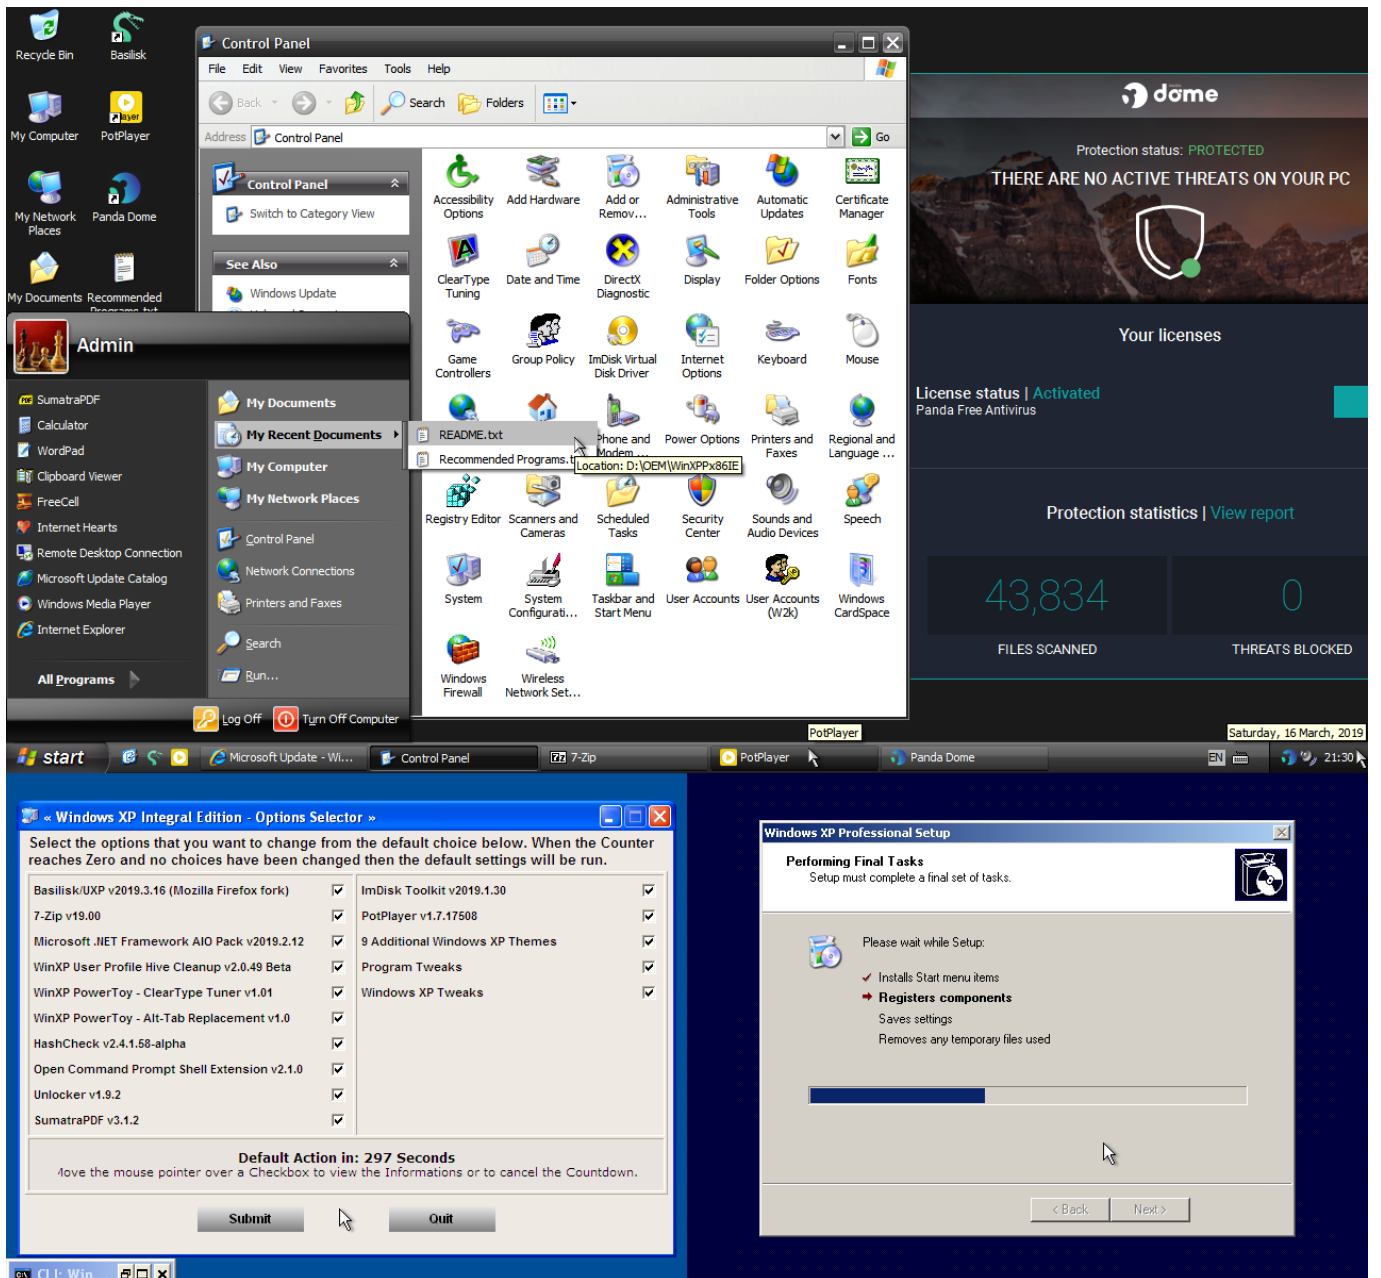 Recycle Bin
Basilisk
My Computer
PotPlayer
My Network Places
Panda Dome
My Documents
Recommended
Control Panel
File Edit View Favorites Tools Help
Back Search Folders
Address Control Panel Go
Control Panel
Switch to Category View
See Also
Windows Update
Accessibility Options
Add Hardware
Add or Remov...
Administrative Tools
Automatic Updates
Certificate Manager
ClearType Tuning
Date and Time
DirectX Diagnostic
Display
Folder Options
Fonts
Game Controllers
Group Policy
ImDisk Virtual Disk Driver
Internet Options
Keyboard
Mouse
Phone and Modem ...
Power Options
Printers and Faxes
Regional and Language ...
Registry Editor
Scanners and Cameras
Scheduled Tasks
Security Center
Sounds and Audio Devices
Speech
System
System Configurati...
Taskbar and Start Menu
User Accounts
User Accounts (W2k)
Windows CardSpace
Windows Firewall
Wireless Network Set...
Admin
SumatraPDF
Calculator
WordPad
Clipboard Viewer
FreeCell
Internet Hearts
Remote Desktop Connection
Microsoft Update Catalog
Windows Media Player
Internet Explorer
All Programs
My Documents
My Recent Documents
My Computer
My Network Places
Control Panel
Network Connections
Printers and Faxes
Search
Run...
Log Off Turn Off Computer
README.txt
Recommended Programs.t
Location: D:\OEM\WinXPPx86IE
dome
Protection status: PROTECTED
THERE ARE NO ACTIVE THREATS ON YOUR PC
Your licenses
License status | Activated
Panda Free Antivirus
Protection statistics | View report
43,834
0
FILES SCANNED
THREATS BLOCKED
PotPlayer
Saturday, 16 March, 2019
start
Microsoft Update - Wi...
Control Panel
7-Zip
PotPlayer
Panda Dome
EN
21:30
« Windows XP Integral Edition - Options Selector »
Select the options that you want to change from the default choice below. When the Counter
reaches Zero and no choices have been changed then the default settings will be run.
Basilisk/UXP v2019.3.16 (Mozilla Firefox fork)
7-Zip v19.00
Microsoft .NET Framework AIO Pack v2019.2.12
WinXP User Profile Hive Cleanup v2.0.49 Beta
WinXP PowerToy - ClearType Tuner v1.01
WinXP PowerToy - Alt-Tab Replacement v1.0
HashCheck v2.4.1.58-alpha
Open Command Prompt Shell Extension v2.1.0
Unlocker v1.9.2
SumatraPDF v3.1.2
ImDisk Toolkit v2019.1.30
PotPlayer v1.7.17508
9 Additional Windows XP Themes
Program Tweaks
Windows XP Tweaks
Default Action in: 297 Seconds
Move the mouse pointer over a Checkbox to view the Informations or to cancel the Countdown.
Submit
Quit
CLI: Win
Windows XP Professional Setup
Performing Final Tasks
Setup must complete a final set of tasks.
Please wait while Setup:
Installs Start menu items
Registers components
Saves settings
Removes any temporary files used
< Back
Next >